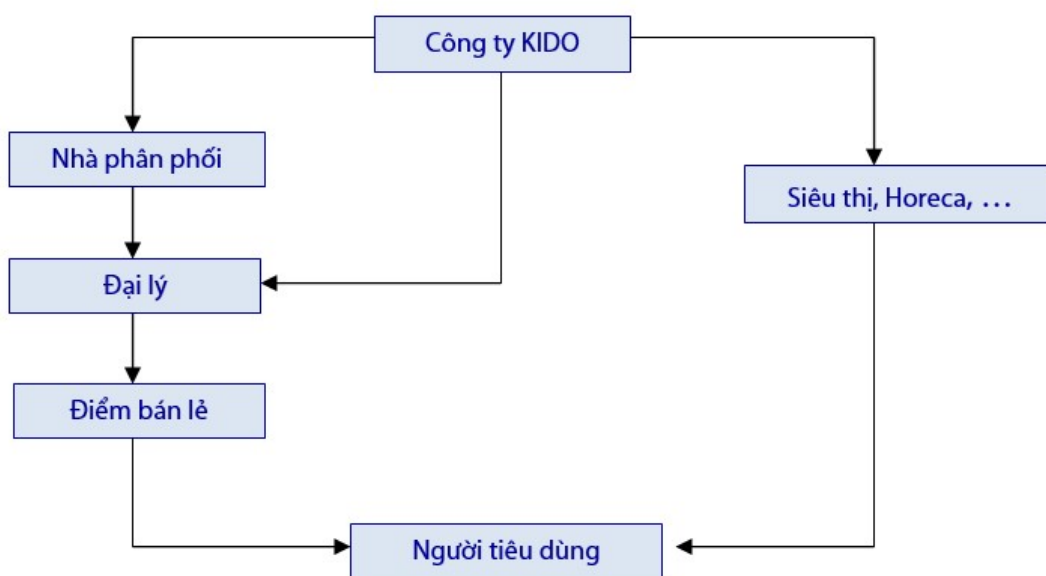 Công ty KIDO
Nhà phân phối
Siêu thị, Horeca, ...
Đại lý
Điểm bán lẻ
Người tiêu dùng